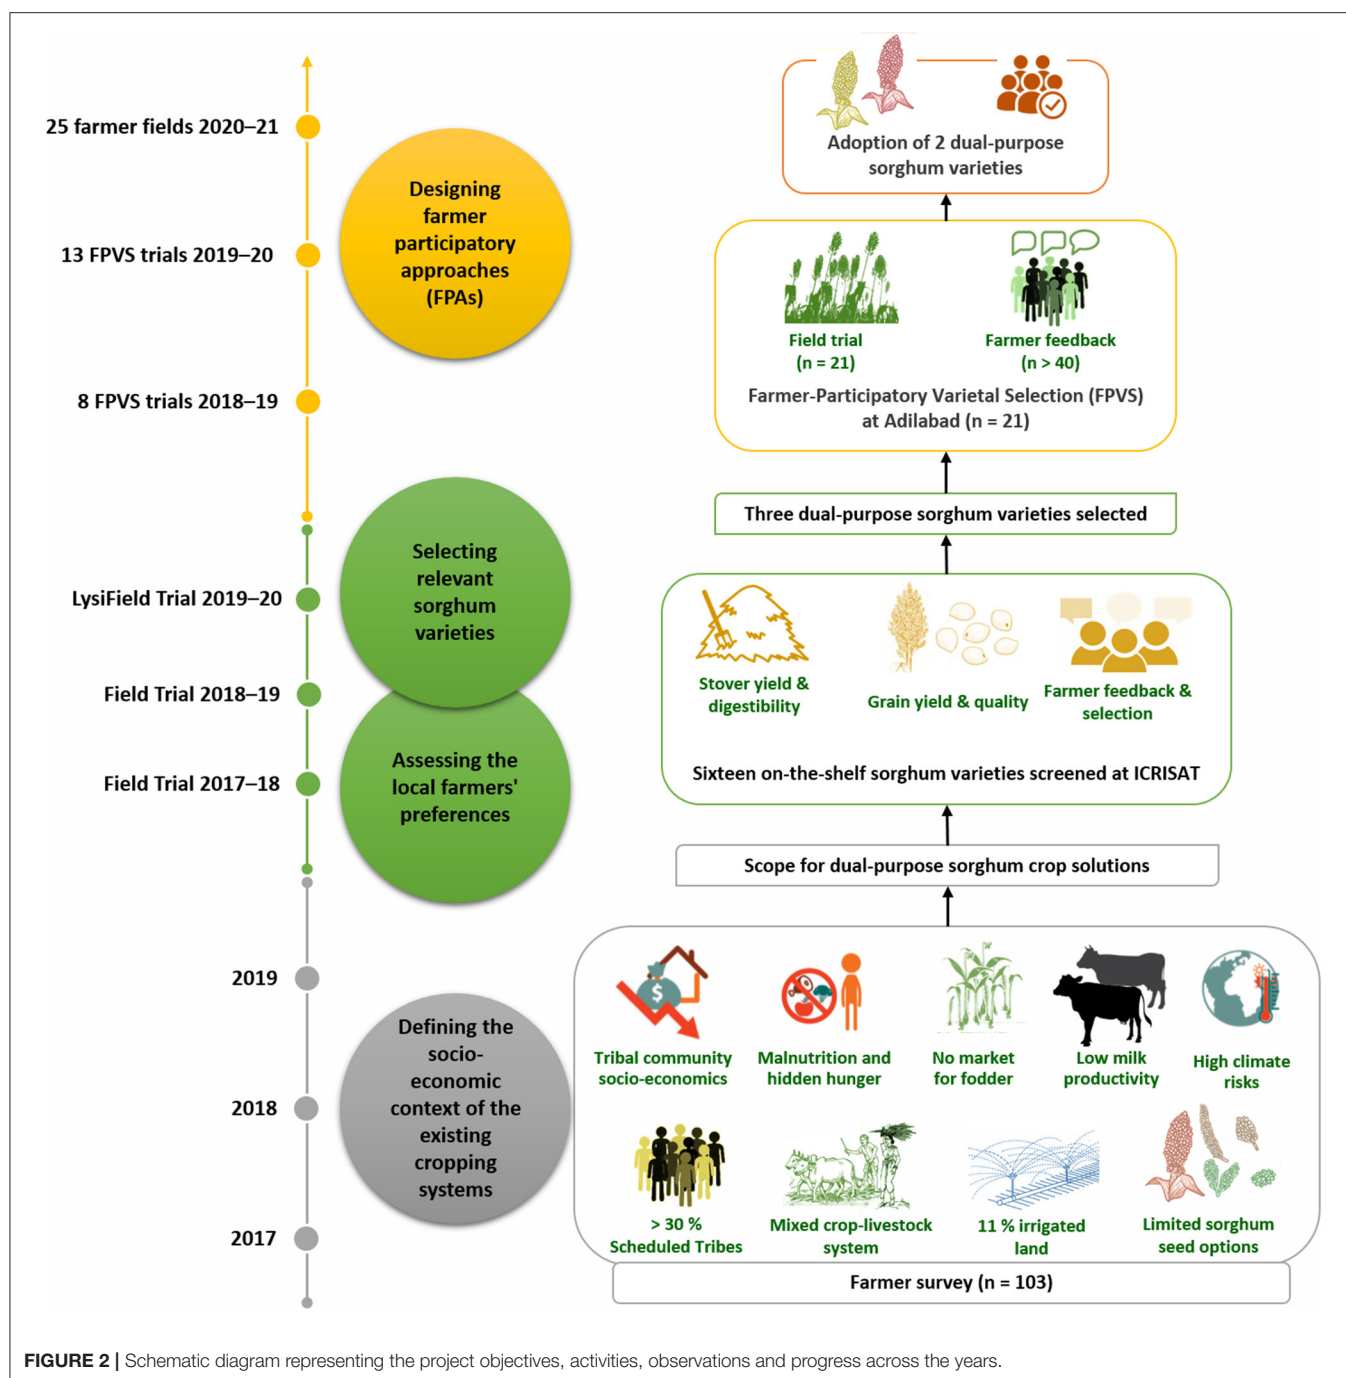 25 farmer fields 2020–21
13 FPVS trials 2019–20
8 FPVS trials 2018–19
LysiField Trial 2019–20
Field Trial 2018–19
Field Trial 2017–18
2019
2018
2017
Designing
farmer
participatory
approaches
(FPAs)
Selecting
relevant
sorghum
varieties
Assessing the
local farmers'
preferences
Defining the
socio-
economic
context of the
existing
cropping
systems
Adoption of 2 dual-purpose
sorghum varieties
Field trial
(n = 21)
Farmer feedback
(n > 40)
Farmer-Participatory Varietal Selection (FPVS)
at Adilabad (n = 21)
Three dual-purpose sorghum varieties selected
Stover yield &
digestibility
Grain yield & quality
Farmer feedback &
selection
Sixteen on-the-shelf sorghum varieties screened at ICRISAT
Scope for dual-purpose sorghum crop solutions
$
Tribal community
socio-economics
Malnutrition and
hidden hunger
No market
for fodder
Low milk
productivity
High climate
risks
> 30 %
Scheduled Tribes
Mixed crop-livestock
system
11 % irrigated
land
Limited sorghum
seed options
Farmer survey (n = 103)
FIGURE 2 | Schematic diagram representing the project objectives, activities, observations and progress across the years.